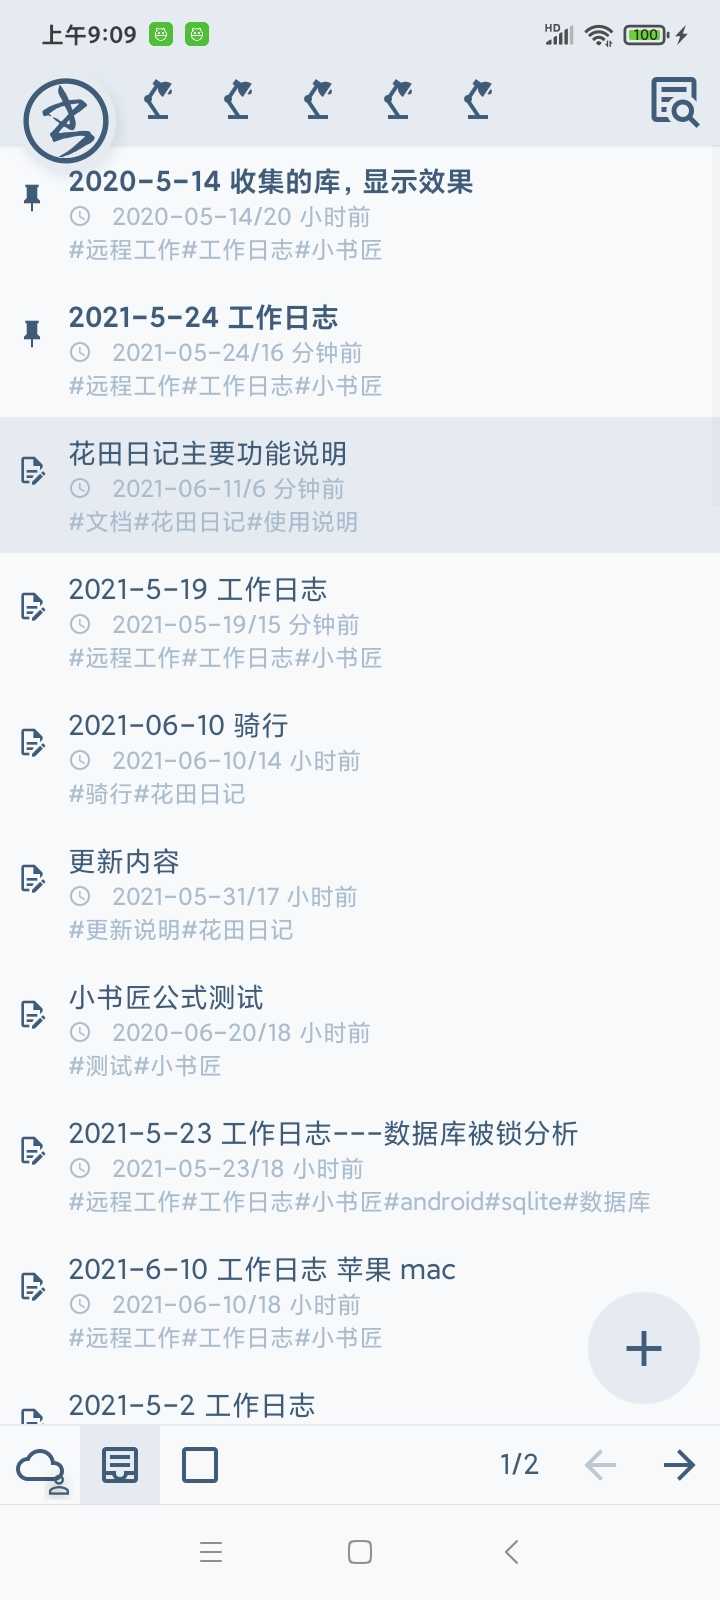 上午9:09
HD
100
2020-5-14 收集的库，显示效果
2020-05-14/20 小时前
#远程工作#工作日志#小书匠
2021-5-24 工作日志
2021-05-24/16 分钟前
#远程工作#工作日志#小书匠
花田日记主要功能说明
2021-06-11/6 分钟前
#文档#花田日记#使用说明
2021-5-19 工作日志
2021-05-19/15 分钟前
#远程工作#工作日志#小书匠
2021-06-10 骑行
2021-06-10/14 小时前
#骑行#花田日记
更新内容
2021-05-31/17 小时前
#更新说明#花田日记
小书匠公式测试
2020-06-20/18 小时前
#测试#小书匠
2021-5-23 工作日志---数据库被锁分析
2021-05-23/18 小时前
#远程工作#工作日志#小书匠#android#sqlite#数据库
2021-6-10 工作日志 苹果 mac
2021-06-10/18 小时前
#远程工作#工作日志#小书匠
2021-5-2 工作日志
1/2